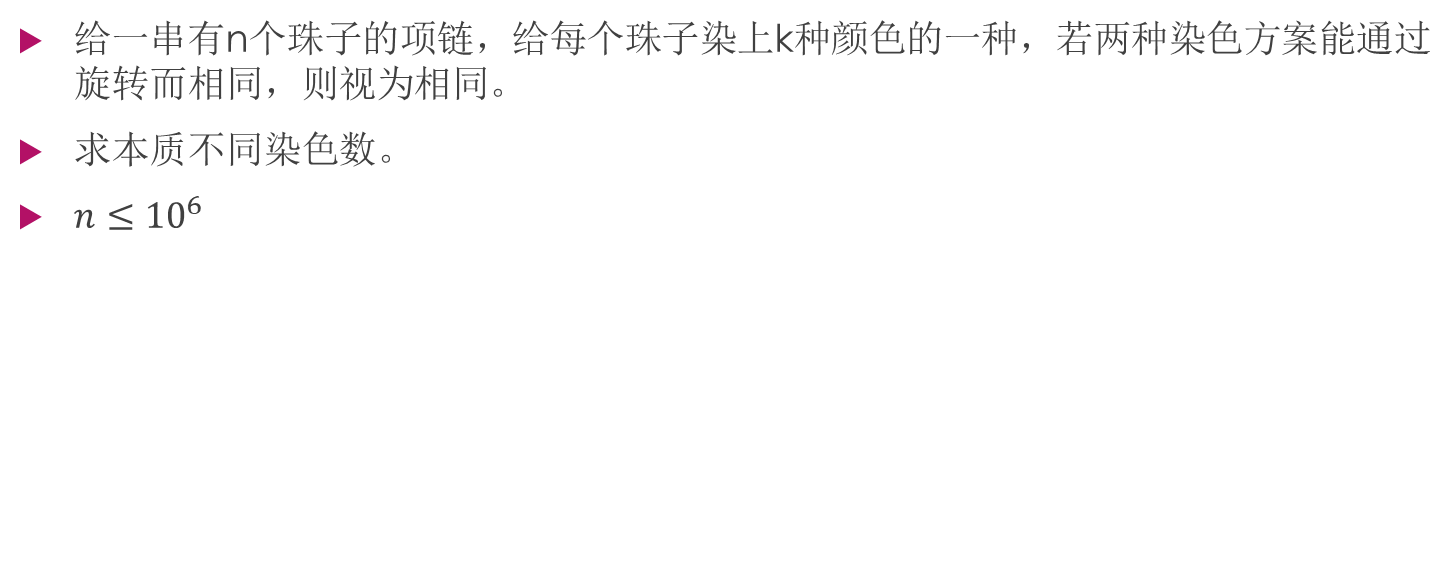 给一串有n个珠子的项链，给每个珠子染上k种颜色的一种，若两种染色方案能通过
旋转而相同，则视为相同。
求本质不同染色数。
n ≤ 10⁶